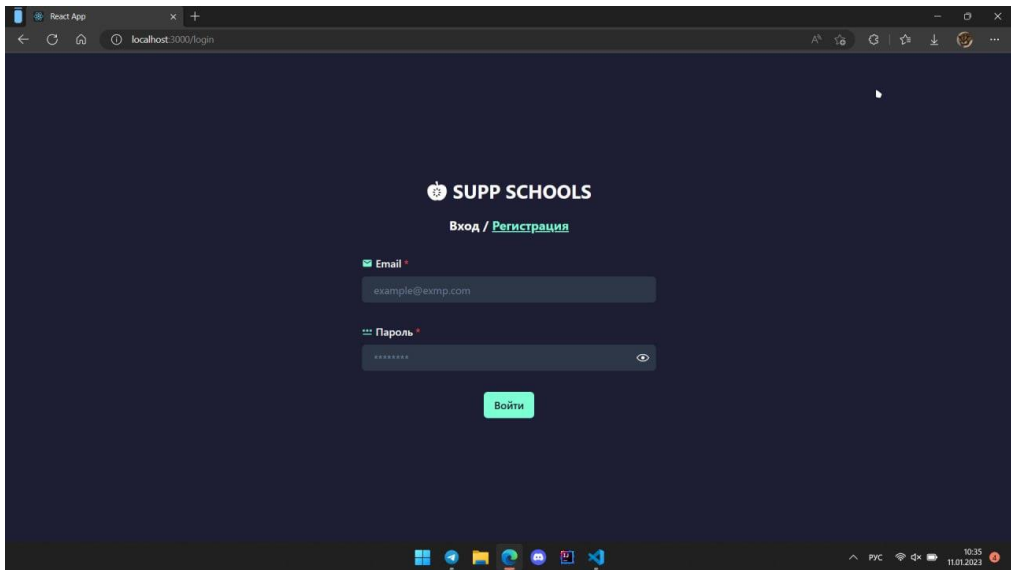 React App
localhost:3000/login
SUPP SCHOOLS
Вход / Регистрация
Email *
example@exmp.com
Пароль *
********
Войти
РУС
10:35
11.01.2023
4